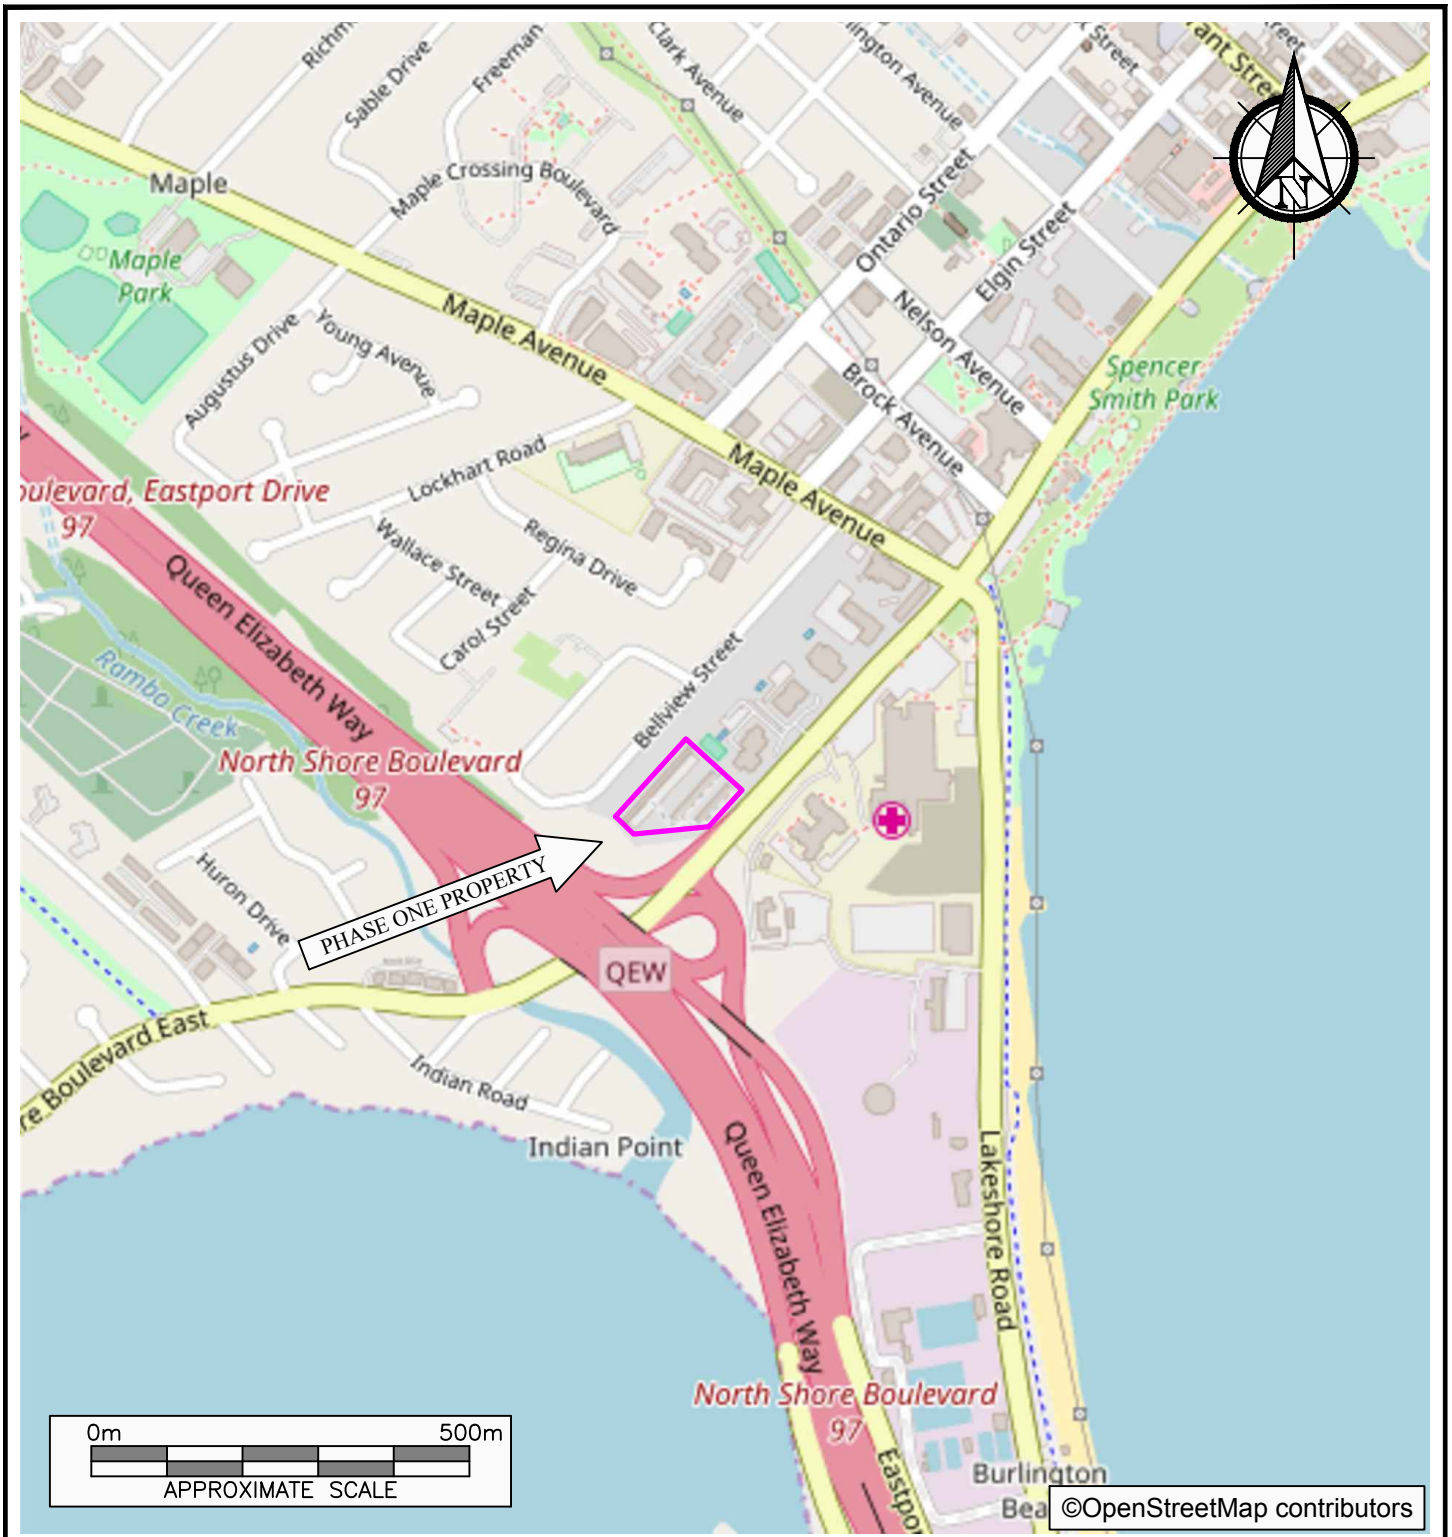 Clark Avenue
Street
Street
Sable Drive
Freeman
Maple
Maple Crossing Boulevard
Ontario Street
N
Elgin Street
Maple
Park
Maple Avenue
Young Avenue
Augustus Drive
Nelson Avenue
Brock Avenue
Spencer
Smith Park
Lockhart Road
Maple Avenue
oulevard, Eastport Drive
97
Wallace Street
Regina Drive
Carol Street
Queen Elizabeth Way
Rambo Creek
Bellview Street
North Shore Boulevard
97
PHASE ONE PROPERTY
Huron Drive
QEW
re Boulevard East
Indian Road
Indian Point
Queen Elizabeth Way
Lakeshore Road
North Shore Boulevard
97
0m 500m
APPROXIMATE SCALE
Burlington
Bea
©OpenStreetMap contributors